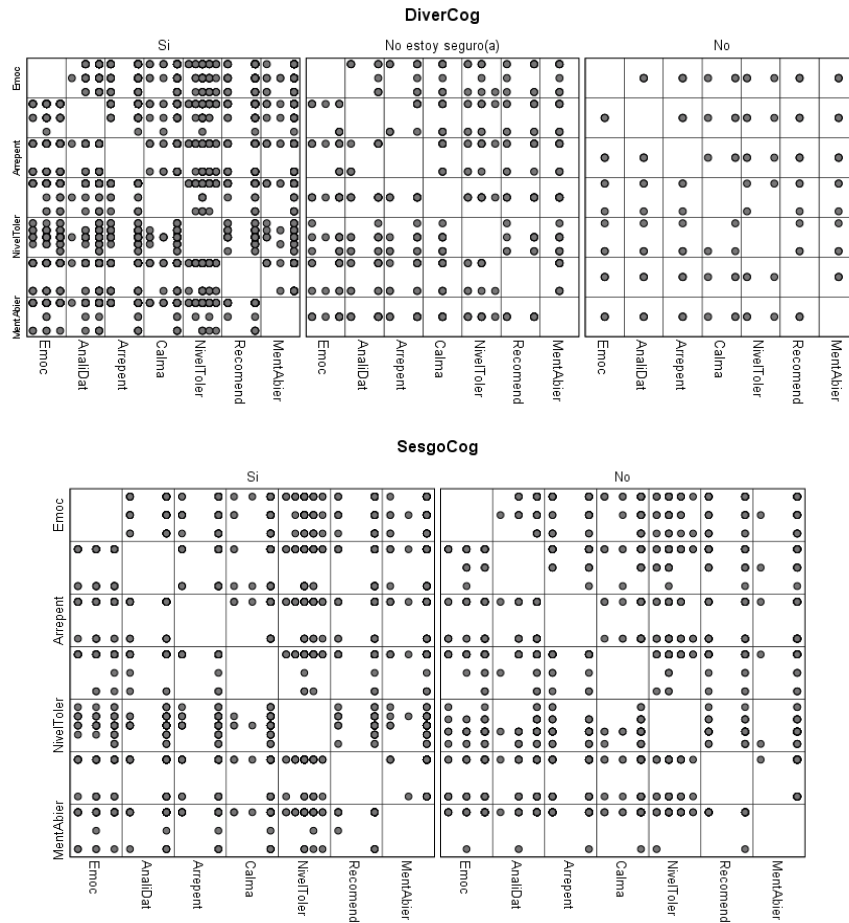 DiverCog
Si
No estoy seguro(a)
No
Emoc
Arrepent
NivelToler
MentAbier
Emoc
AnaliDat
Arrepent
Calma
NivelToler
Recomend
MentAbier
Emoc
AnaliDat
Arrepent
Calma
NivelToler
Recomend
MentAbier
Emoc
AnaliDat
Arrepent
Calma
NivelToler
Recomend
MentAbier
SesgoCog
Si
No
Emoc
Arrepent
NivelToler
MentAbier
Emoc
AnaliDat
Arrepent
Calma
NivelToler
Recomend
MentAbier
Emoc
AnaliDat
Arrepent
Calma
NivelToler
Recomend
MentAbier